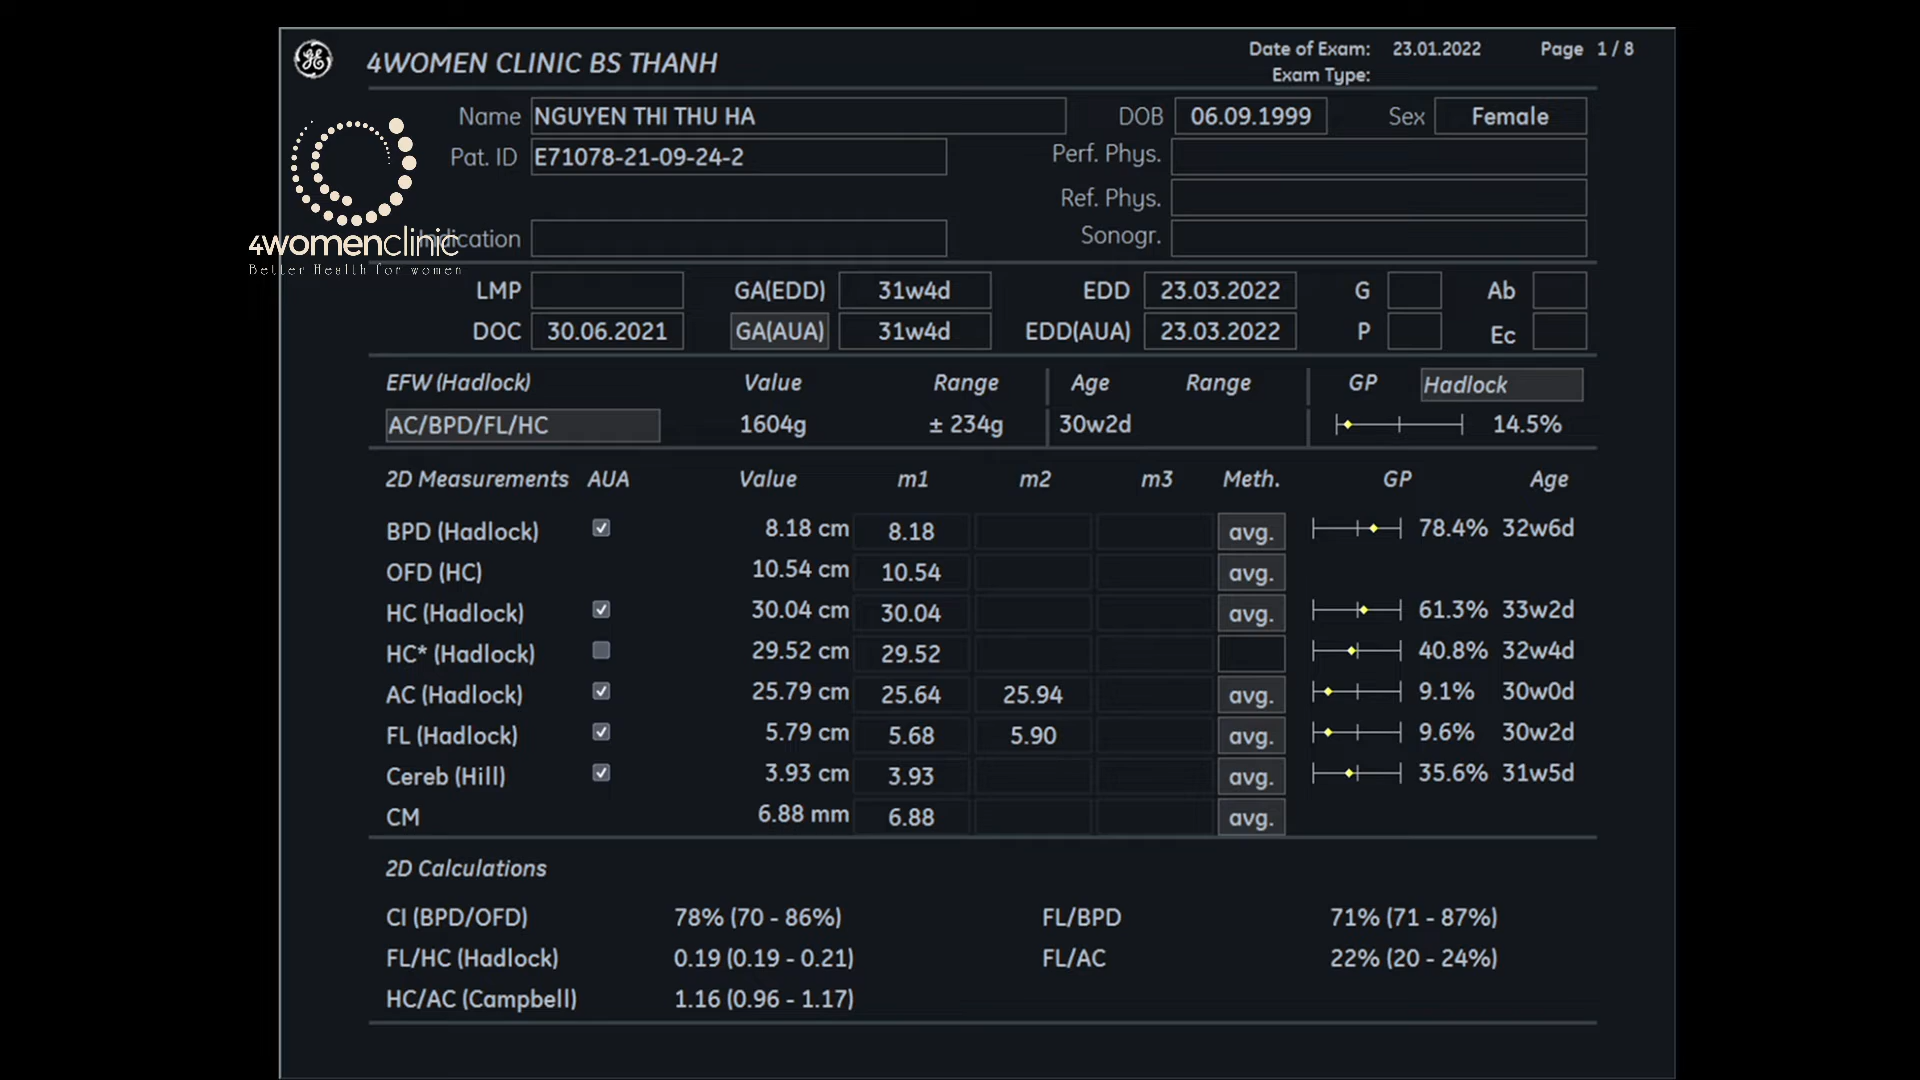 4WOMEN CLINIC BS THANH
Date of Exam: 23.01.2022 Page 1 / 8
Exam Type:
Name NGUYEN THI THU HA DOB 06.09.1999 Sex Female
Pat. ID E71078-21-09-24-2 Perf. Phys.
Ref. Phys.
Indication Sonogr.
4womenclinic
Better Health for women
LMP GA(EDD) 31w4d EDD 23.03.2022 G Ab
DOC 30.06.2021 GA(AUA) 31w4d EDD(AUA) 23.03.2022 P Ec
EFW (Hadlock) Value Range Age Range GP Hadlock
AC/BPD/FL/HC 1604g ± 234g 30w2d 14.5%
2D Measurements AUA Value m1 m2 m3 Meth. GP Age
BPD (Hadlock) 8.18 cm 8.18 avg. 78.4% 32w6d
OFD (HC) 10.54 cm 10.54 avg.
HC (Hadlock) 30.04 cm 30.04 avg. 61.3% 33w2d
HC* (Hadlock) 29.52 cm 29.52 40.8% 32w4d
AC (Hadlock) 25.79 cm 25.64 25.94 avg. 9.1% 30w0d
FL (Hadlock) 5.79 cm 5.68 5.90 avg. 9.6% 30w2d
Cereb (Hill) 3.93 cm 3.93 avg. 35.6% 31w5d
CM 6.88 mm 6.88 avg.
2D Calculations
CI (BPD/OFD) 78% (70 - 86%) FL/BPD 71% (71 - 87%)
FL/HC (Hadlock) 0.19 (0.19 - 0.21) FL/AC 22% (20 - 24%)
HC/AC (Campbell) 1.16 (0.96 - 1.17)